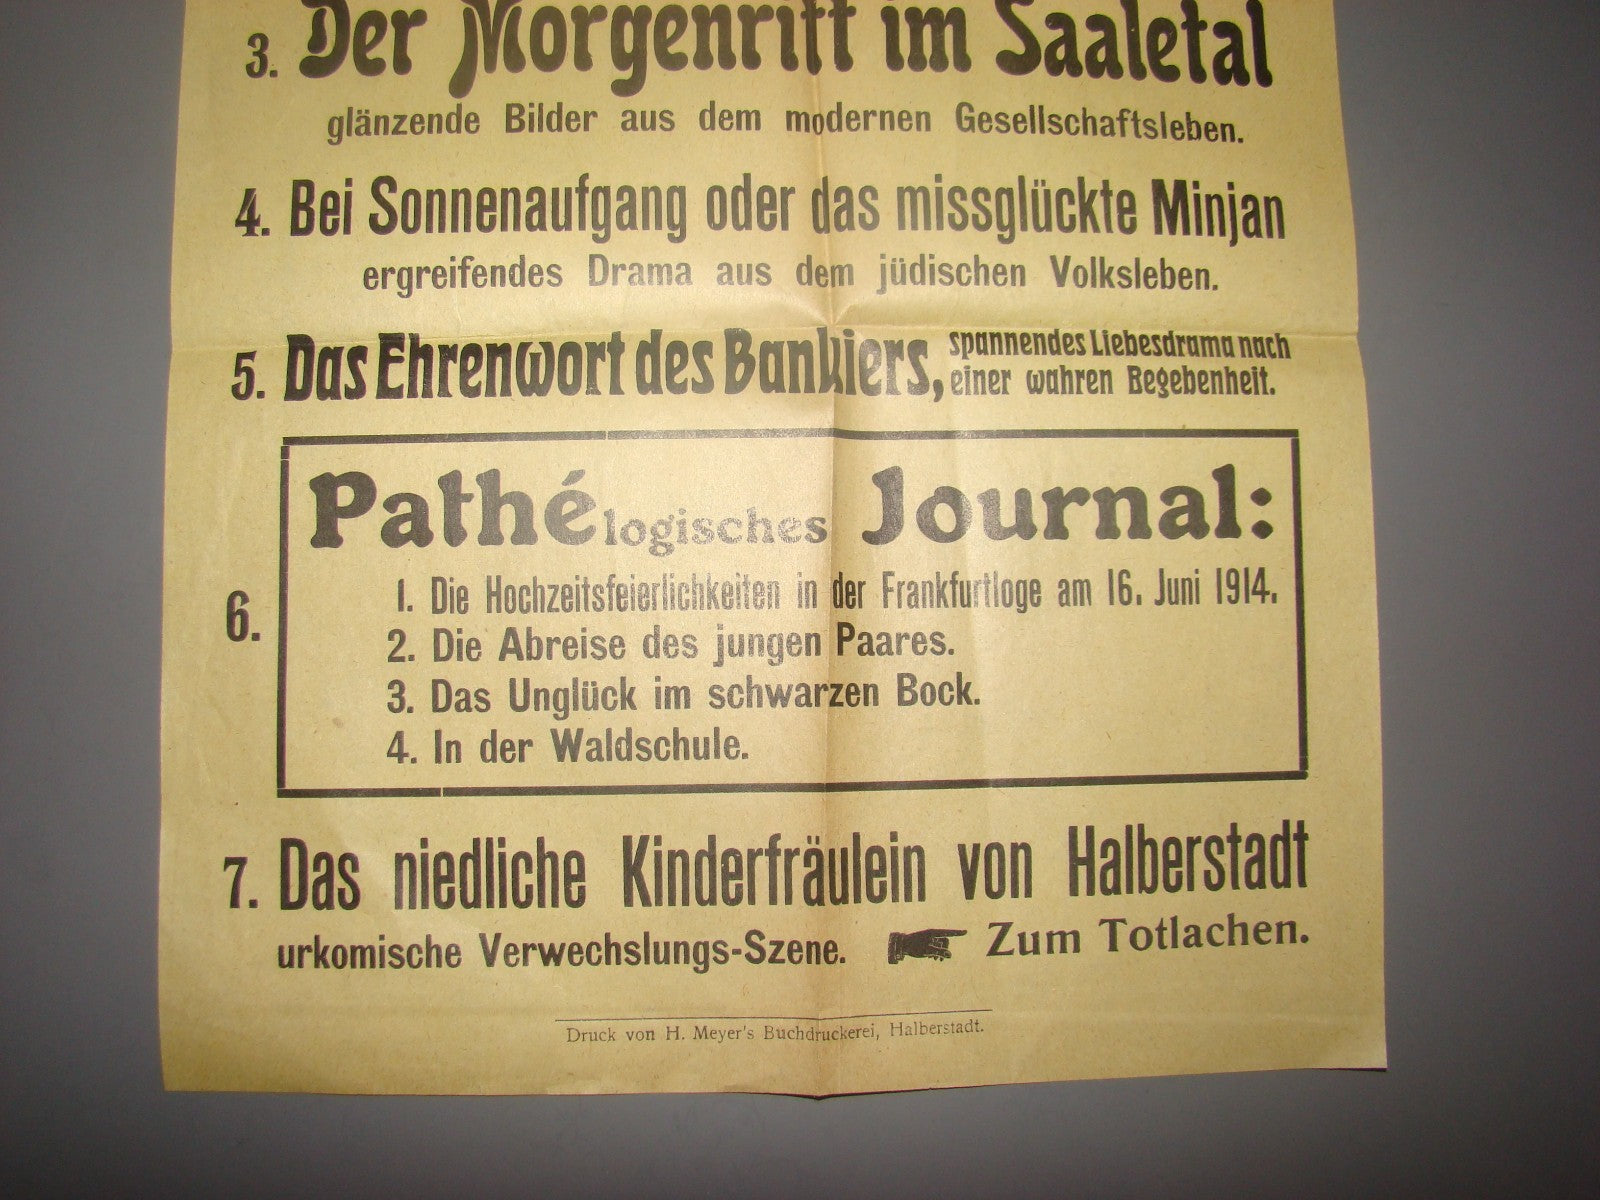 3. Der Morgenritt im Saaletal
glänzende Bilder aus dem modernen Gesellschaftsleben.
4. Bei Sonnenaufgang oder das missglückte Minjan
ergreifendes Drama aus dem jüdischen Volksleben.
5. Das Ehrenwort des Bankiers, spannendes Liebesdrama nach
einer wahren Begebenheit.
6.
Pathélogisches Journal:
1. Die Hochzeitsfeierlichkeiten in der Frankfurtloge am 16. Juni 1914.
2. Die Abreise des jungen Paares.
3. Das Unglück im schwarzen Bock.
4. In der Waldschule.
7. Das niedliche Kinderfräulein von Halberstadt
urkomische Verwechslungs-Szene. Zum Totlachen.
Druck von H. Meyer's Buchdruckerei, Halberstadt.